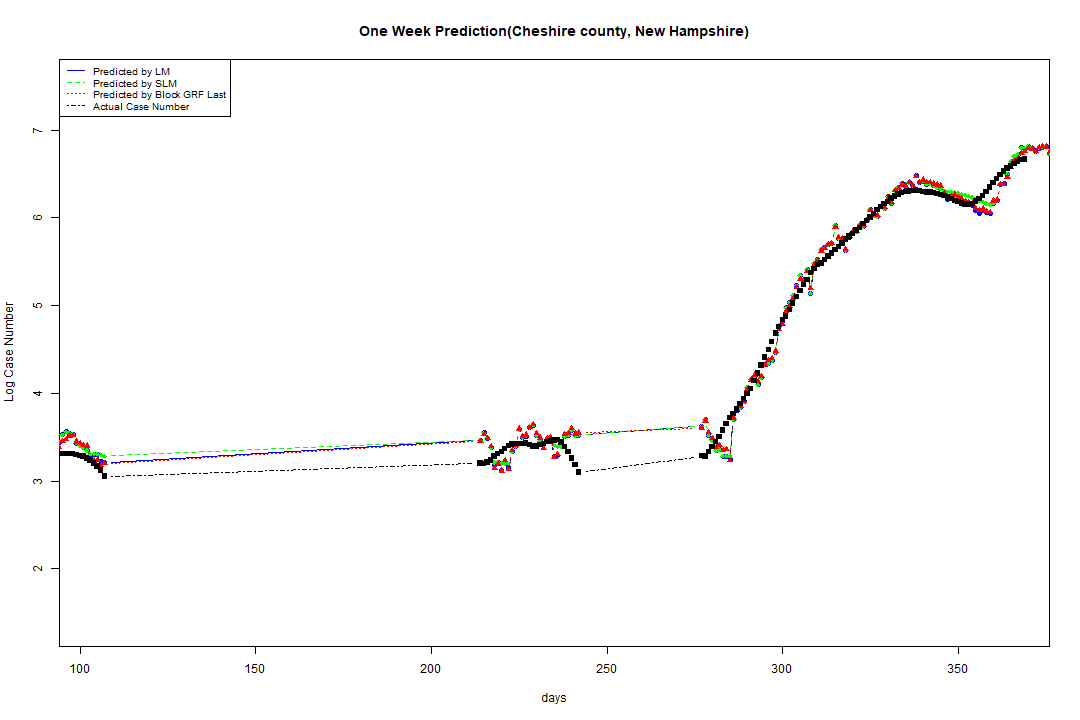 One Week Prediction(Cheshire county, New Hampshire)
Predicted by LM
Predicted by SLM
Predicted by Block GRF Last
Actual Case Number
7
6
5
4
3
2
Log Case Number
100 150 200 250 300 350
days